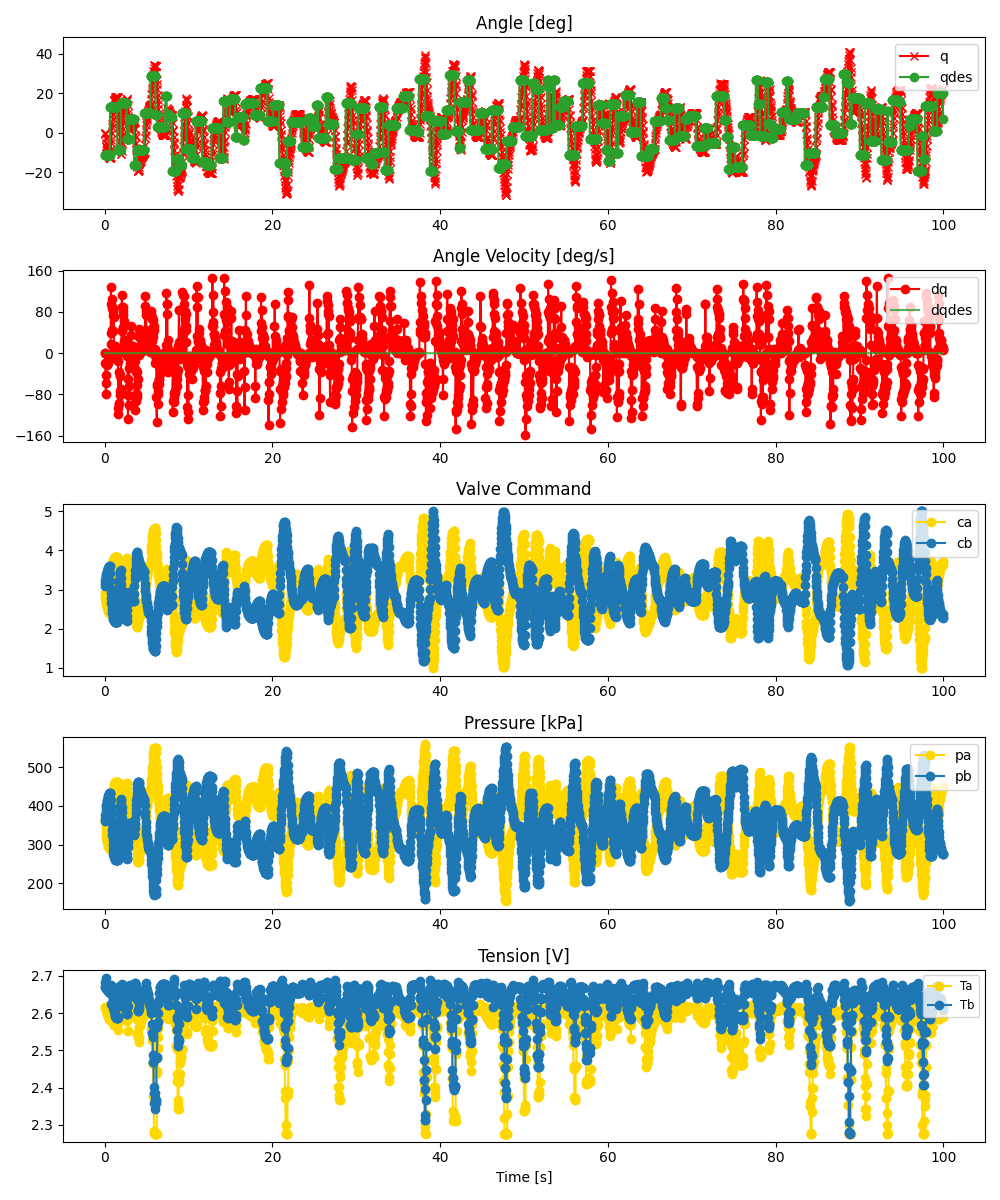 Angle [deg]
40
20
0
−20
q
qdes
0 20 40 60 80 100
Angle Velocity [deg/s]
160
80
0
−80
−160
dq
dqdes
0 20 40 60 80 100
Valve Command
5
4
3
2
1
ca
cb
0 20 40 60 80 100
Pressure [kPa]
500
400
300
200
pa
pb
0 20 40 60 80 100
Tension [V]
2.7
2.6
2.5
2.4
2.3
Ta
Tb
0 20 40 60 80 100
Time [s]